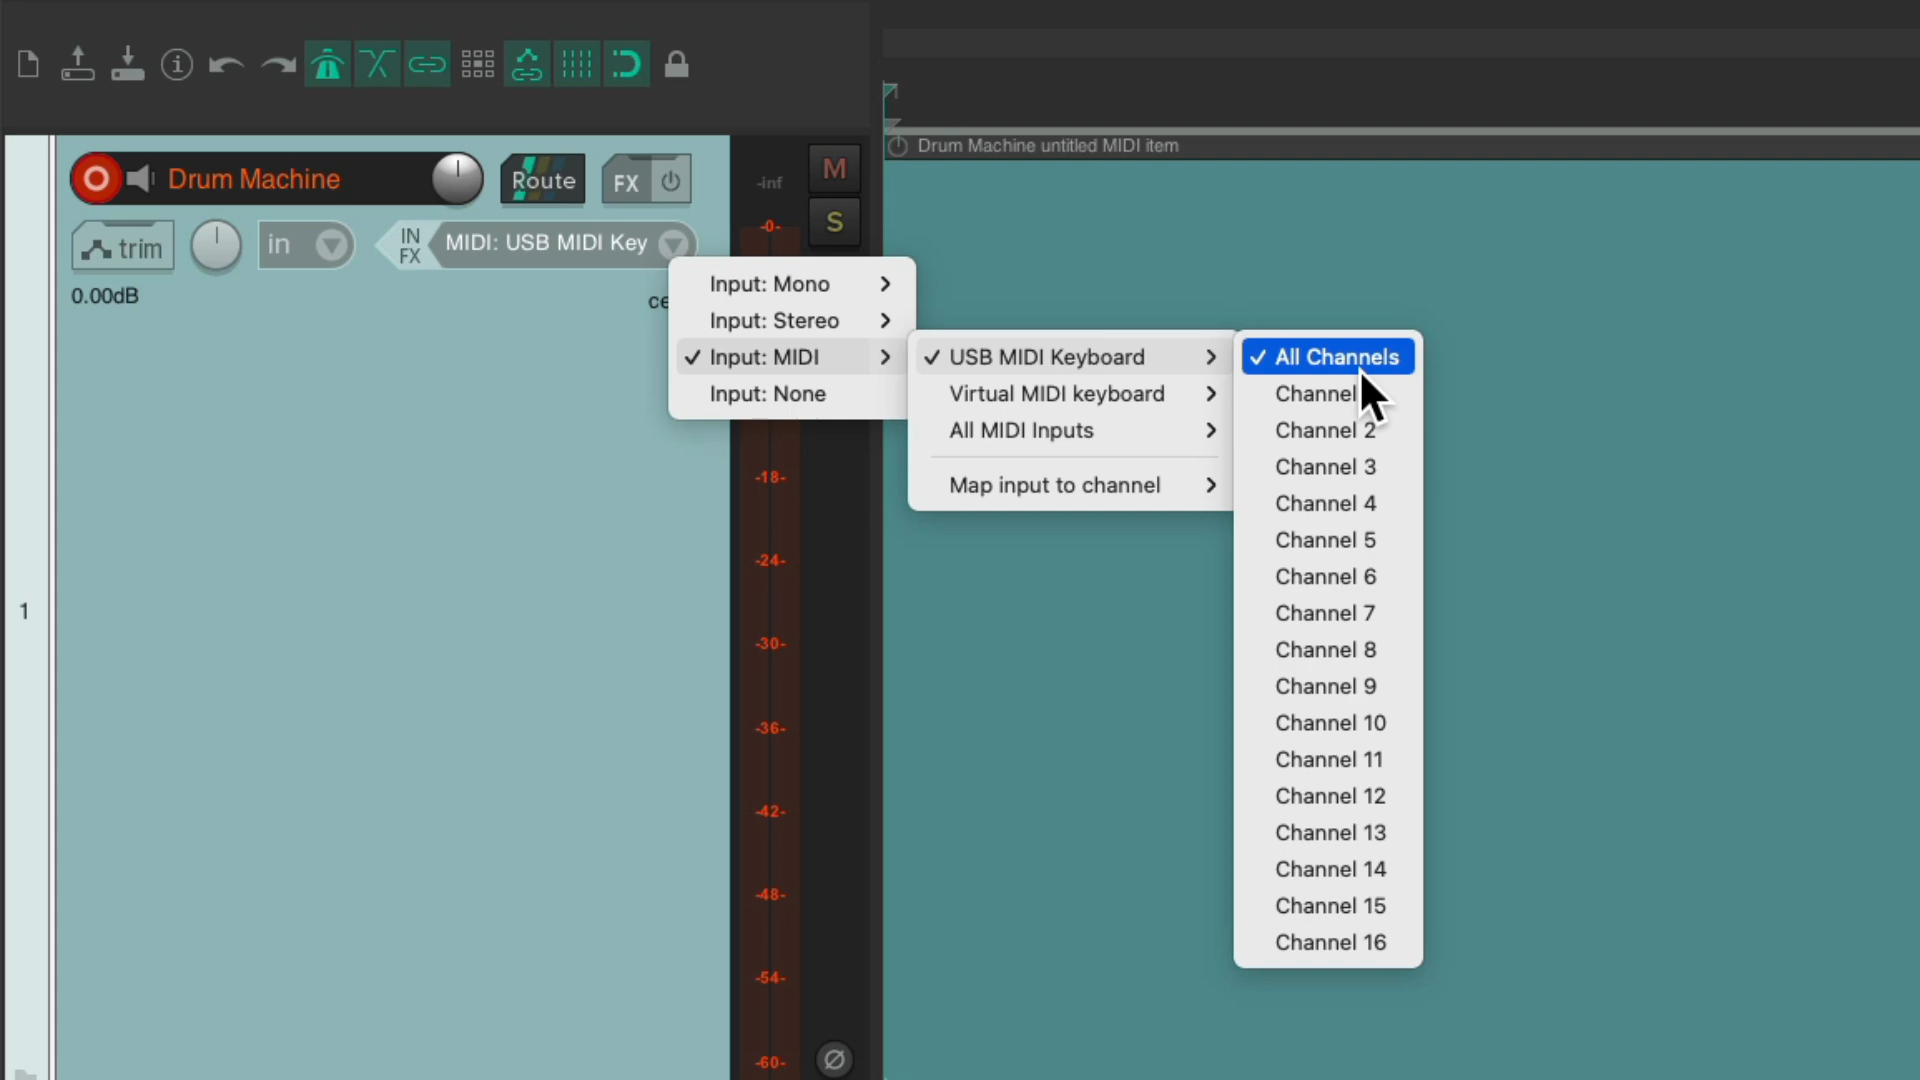 Drum Machine
Route
FX
-inf
M
S
trim
in
IN
FX
MIDI: USB MIDI Key
0.00dB
ce
1
-0-
-18-
-24-
-30-
-36-
-42-
-48-
-54-
-60-
Drum Machine untitled MIDI item
Input: Mono
Input: Stereo
Input: MIDI
Input: None
USB MIDI Keyboard
Virtual MIDI keyboard
All MIDI Inputs
Map input to channel
All Channels
Channel
Channel 2
Channel 3
Channel 4
Channel 5
Channel 6
Channel 7
Channel 8
Channel 9
Channel 10
Channel 11
Channel 12
Channel 13
Channel 14
Channel 15
Channel 16